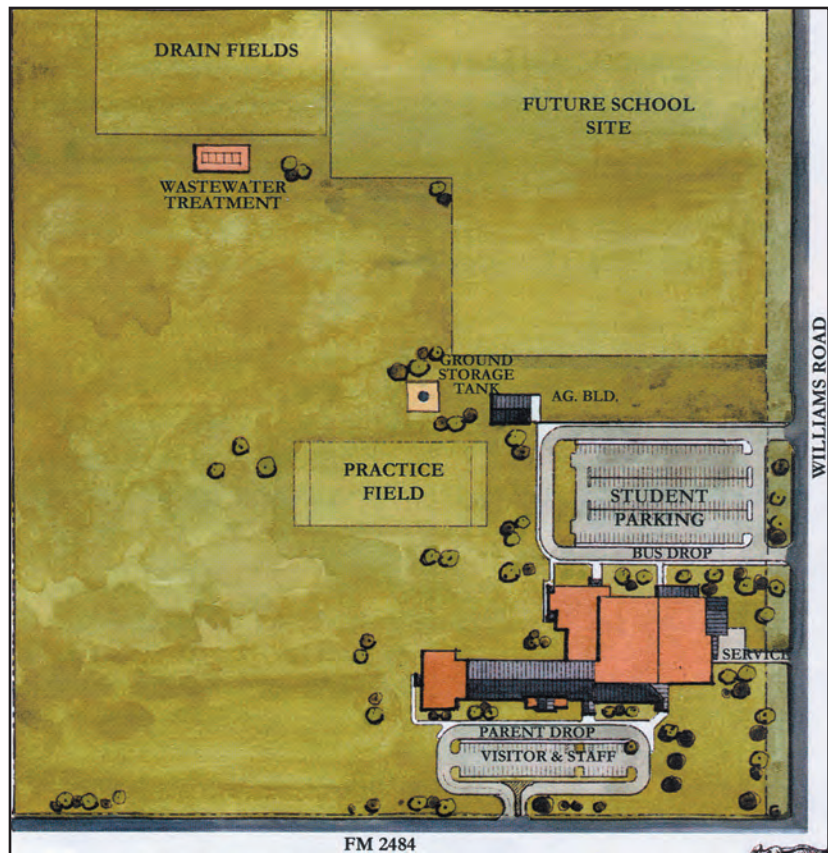 DRAIN FIELDS
FUTURE SCHOOL
SITE
WASTEWATER
TREATMENT
GROUND
STORAGE
TANK
AG. BLD.
WILLIAMS ROAD
PRACTICE
FIELD
STUDENT
PARKING
BUS DROP
SERVICE
PARENT DROP
VISITOR & STAFF
FM 2484